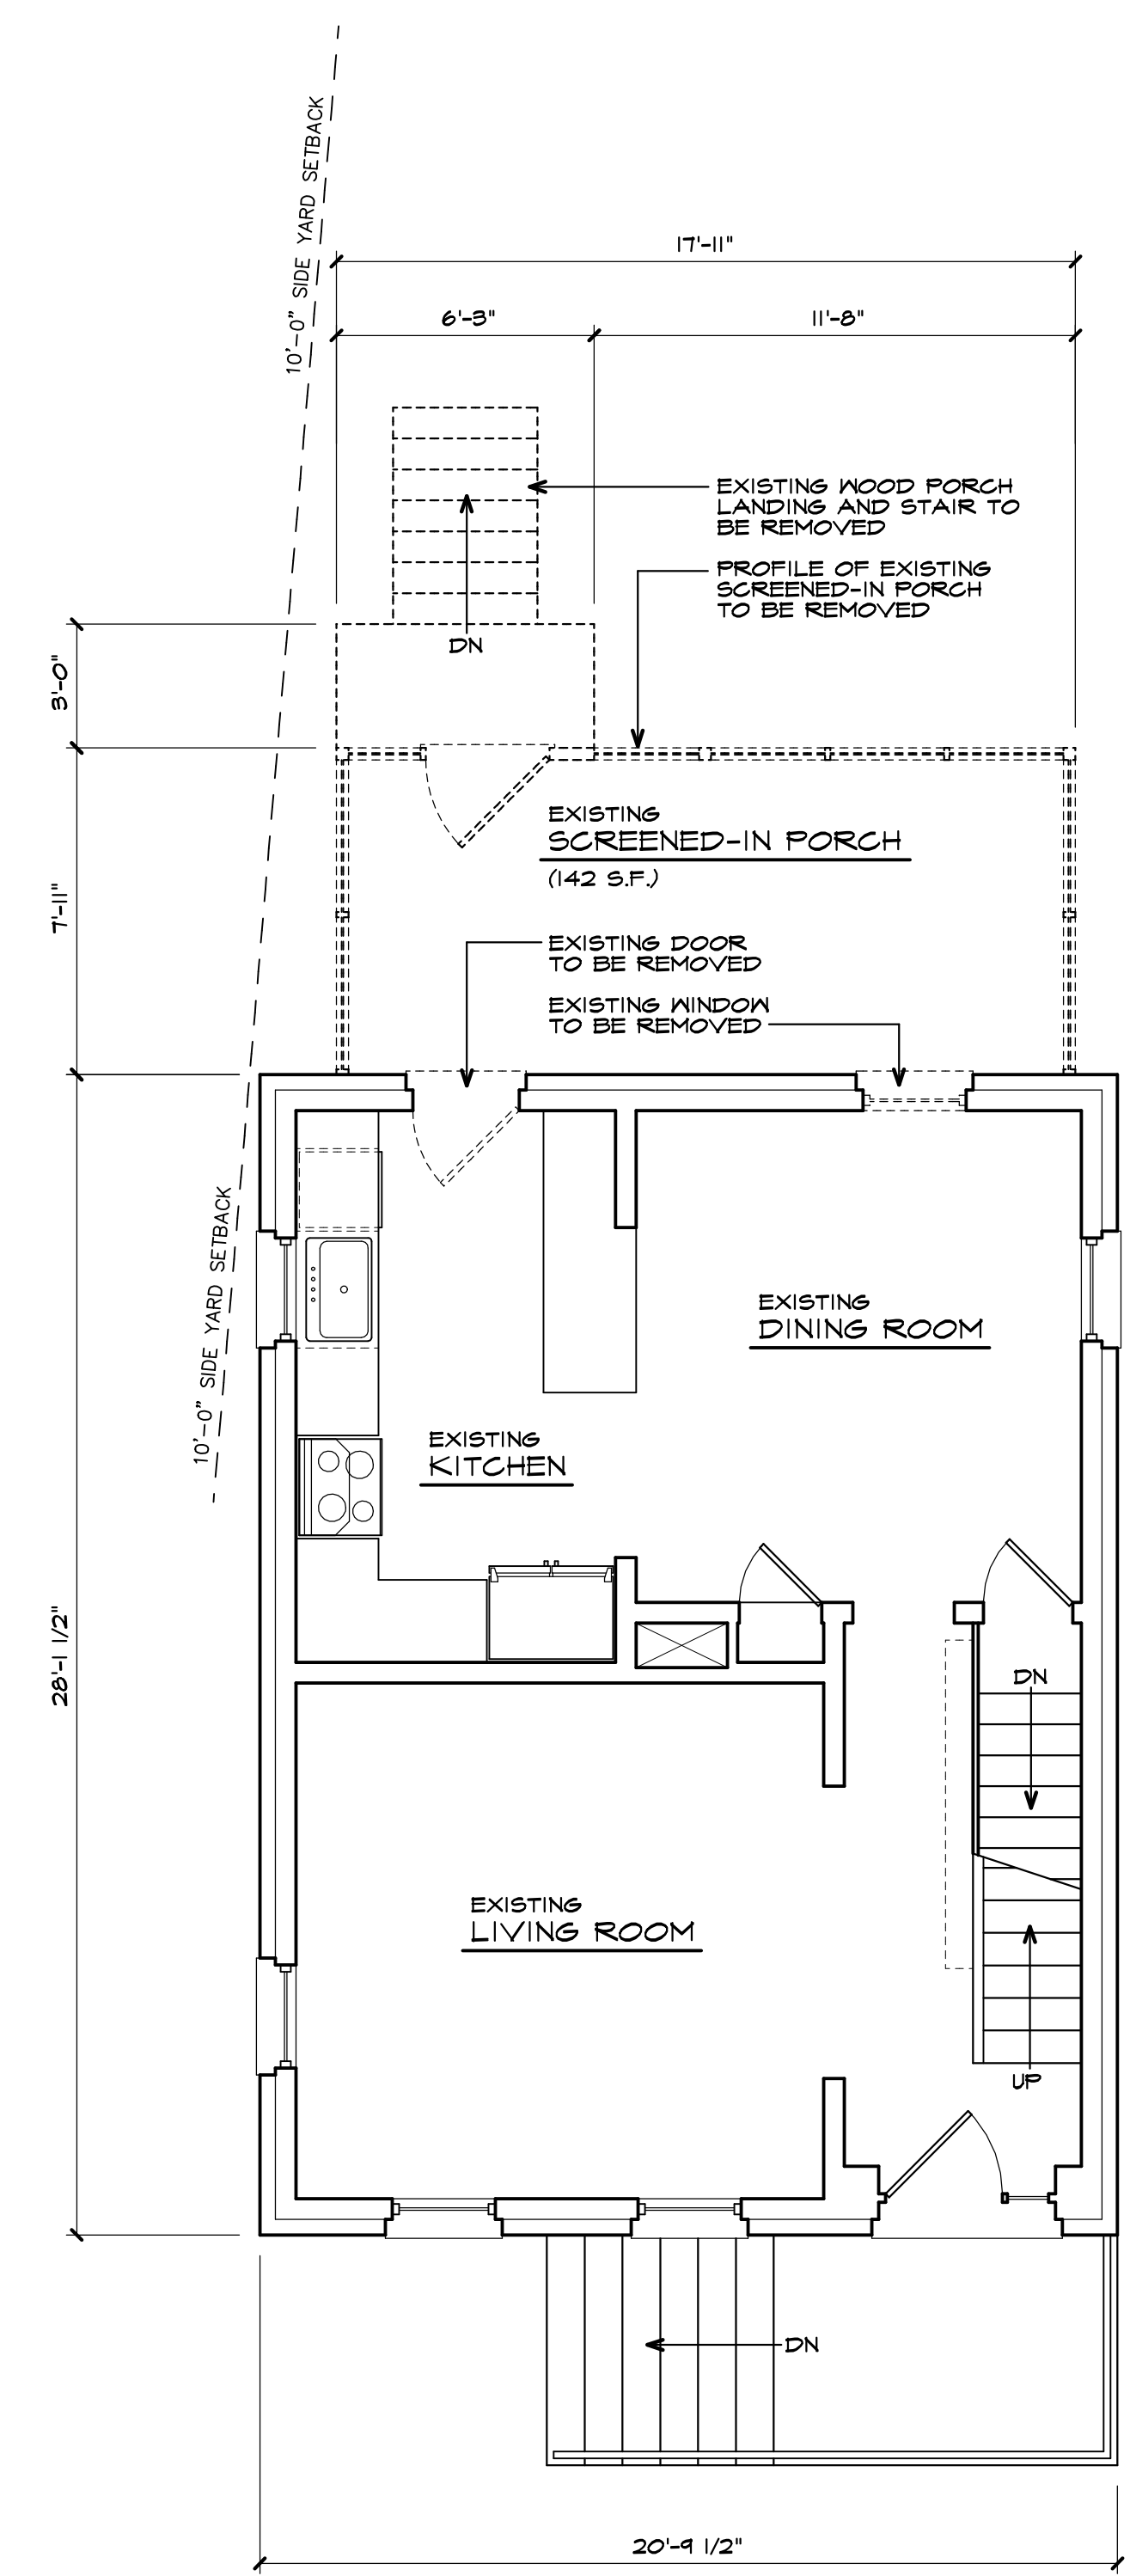 10'-0" SIDE YARD SETBACK
17'-11"
6'-3"
11'-8"
EXISTING WOOD PORCH
LANDING AND STAIR TO
BE REMOVED
PROFILE OF EXISTING
SCREENED-IN PORCH
TO BE REMOVED
DN
3'-0"
EXISTING
SCREENED-IN PORCH
(142 S.F.)
7'-11"
EXISTING DOOR
TO BE REMOVED
EXISTING WINDOW
TO BE REMOVED
10'-0" SIDE YARD SETBACK
EXISTING
DINING ROOM
EXISTING
KITCHEN
28'-1 1/2"
DN
EXISTING
LIVING ROOM
UP
DN
20'-9 1/2"